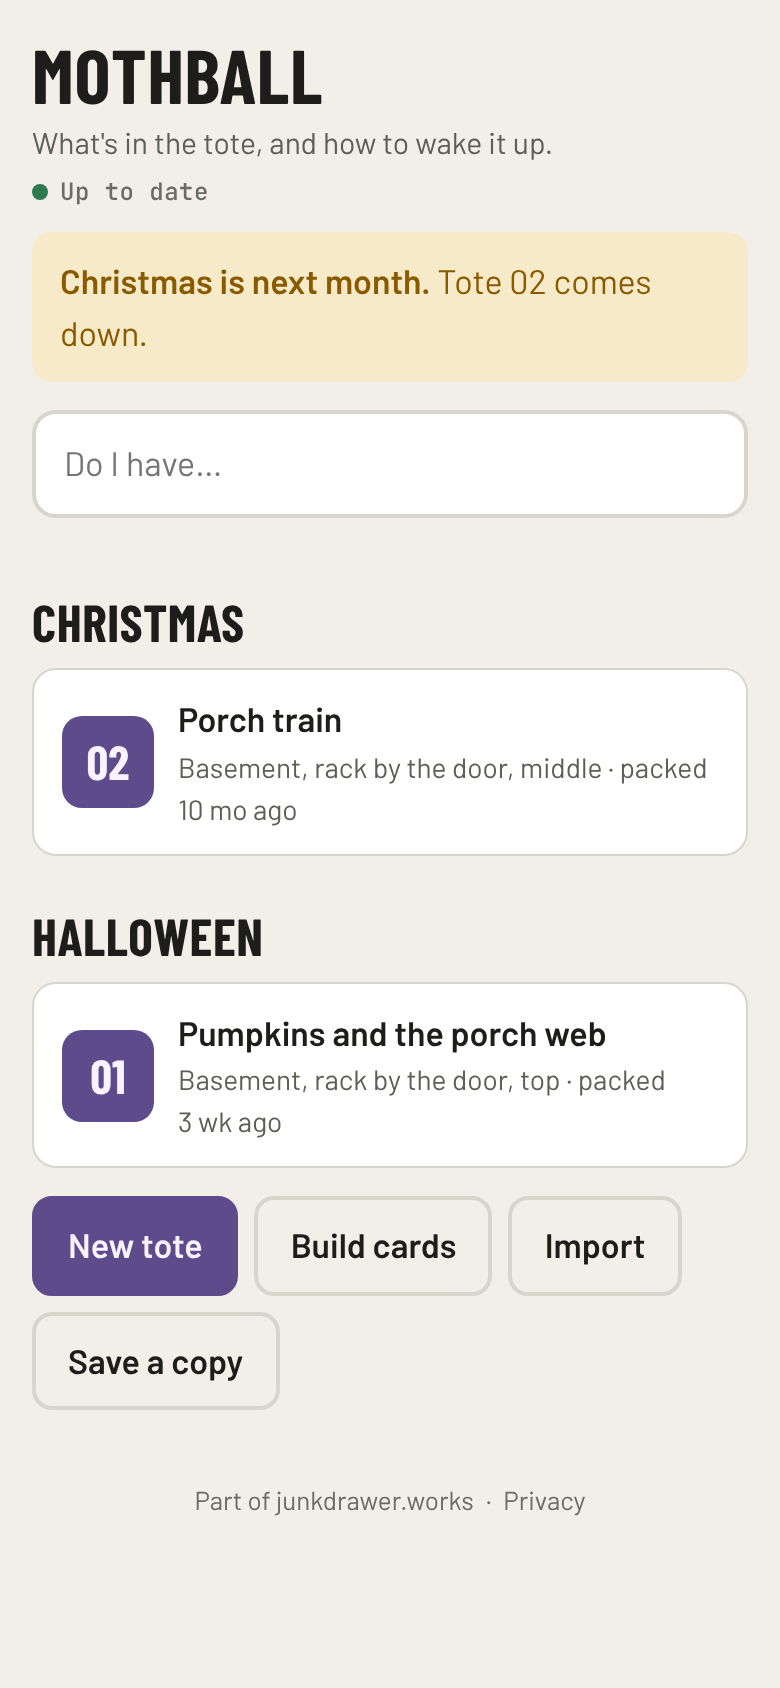 MOTHBALL
What's in the tote, and how to wake it up.
Up to date
Christmas is next month. Tote 02 comes
down.
Do I have...
CHRISTMAS
02
Porch train
Basement, rack by the door, middle · packed
10 mo ago
HALLOWEEN
01
Pumpkins and the porch web
Basement, rack by the door, top · packed
3 wk ago
New tote
Build cards
Import
Save a copy
Part of junkdrawer.works · Privacy